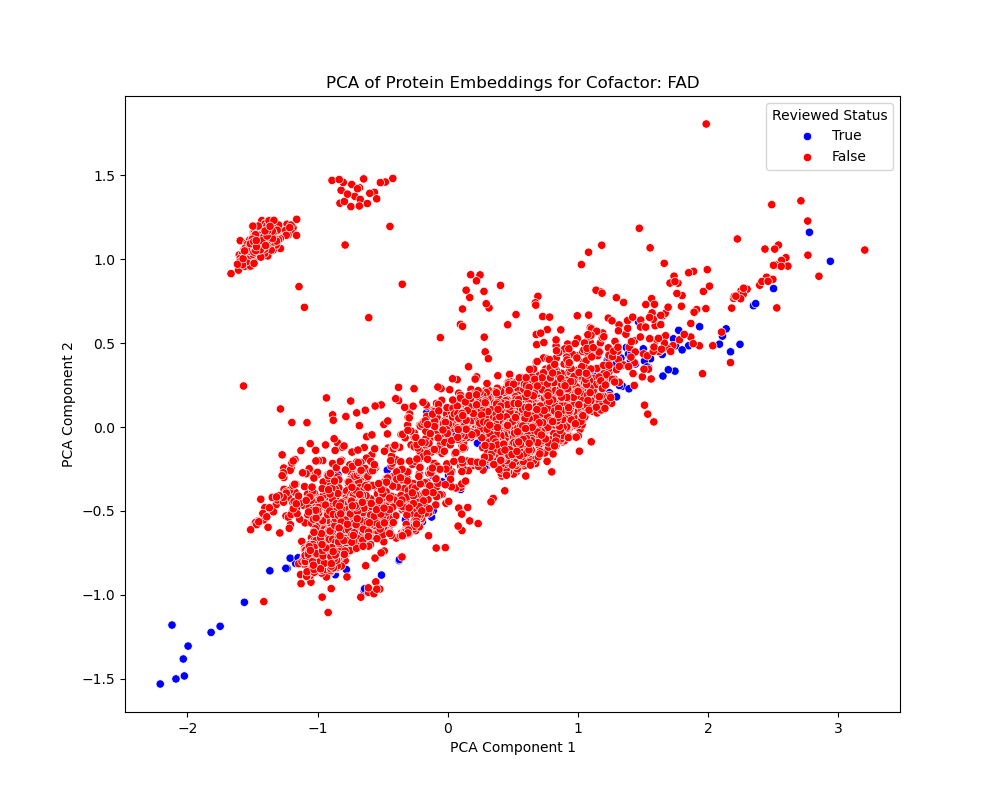 PCA of Protein Embeddings for Cofactor: FAD
Reviewed Status
True
False
1.5
1.0
0.5
0.0
−0.5
−1.0
−1.5
PCA Component 2
−2
−1
0
1
2
3
PCA Component 1